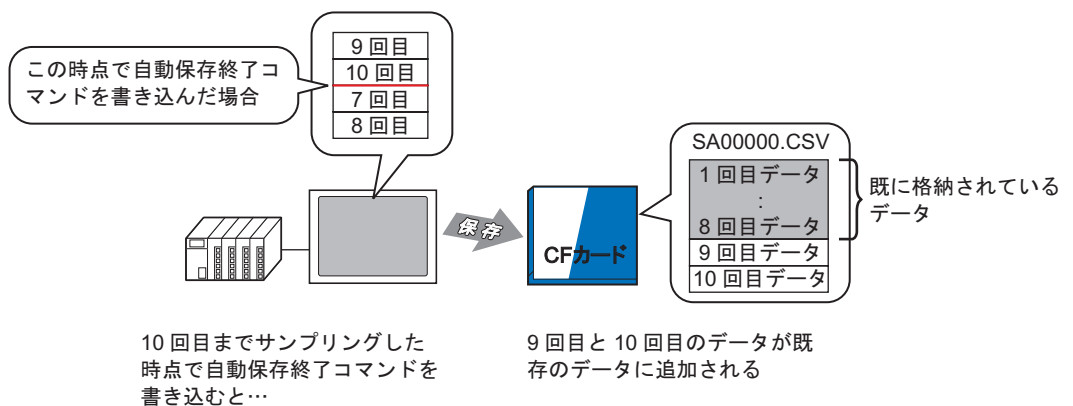 この時点で自動保存終了コ
マンドを書き込んだ場合
9 回目
10 回目
7 回目
8 回目
保存
CFカード
SA00000.CSV
1 回目データ
:
8 回目データ
9 回目データ
10 回目データ
既に格納されている
データ
10 回目までサンプリングした
時点で自動保存終了コマンドを
書き込むと…
9 回目と 10 回目のデータが既
存のデータに追加される